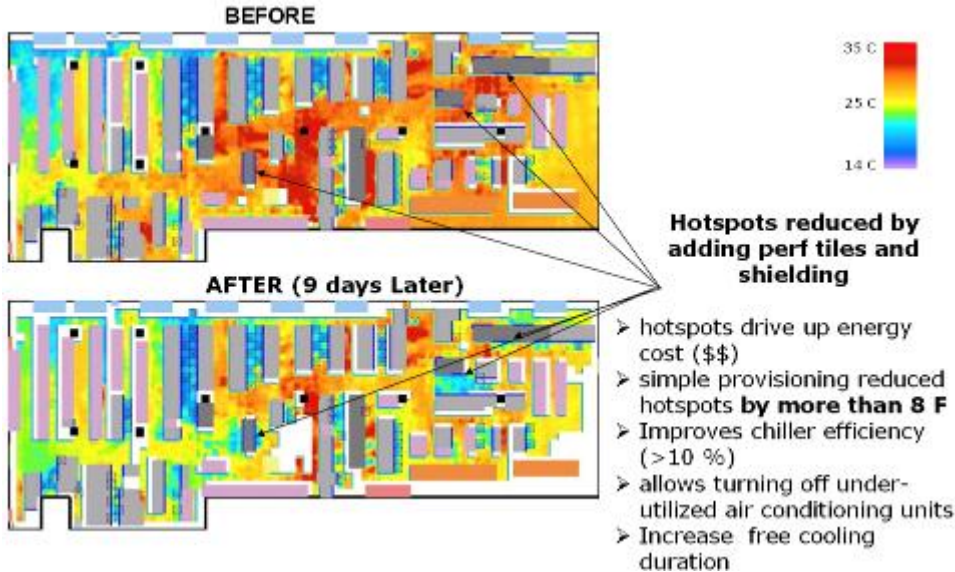 BEFORE
35 C
25 C
14 C
Hotspots reduced by
adding perf tiles and
shielding
AFTER (9 days Later)
➢ hotspots drive up energy
cost ($$)
➢ simple provisioning reduced
hotspots by more than 8 F
➢ Improves chiller efficiency
(>10 %)
➢ allows turning off under-
utilized air conditioning units
➢ Increase  free cooling
duration